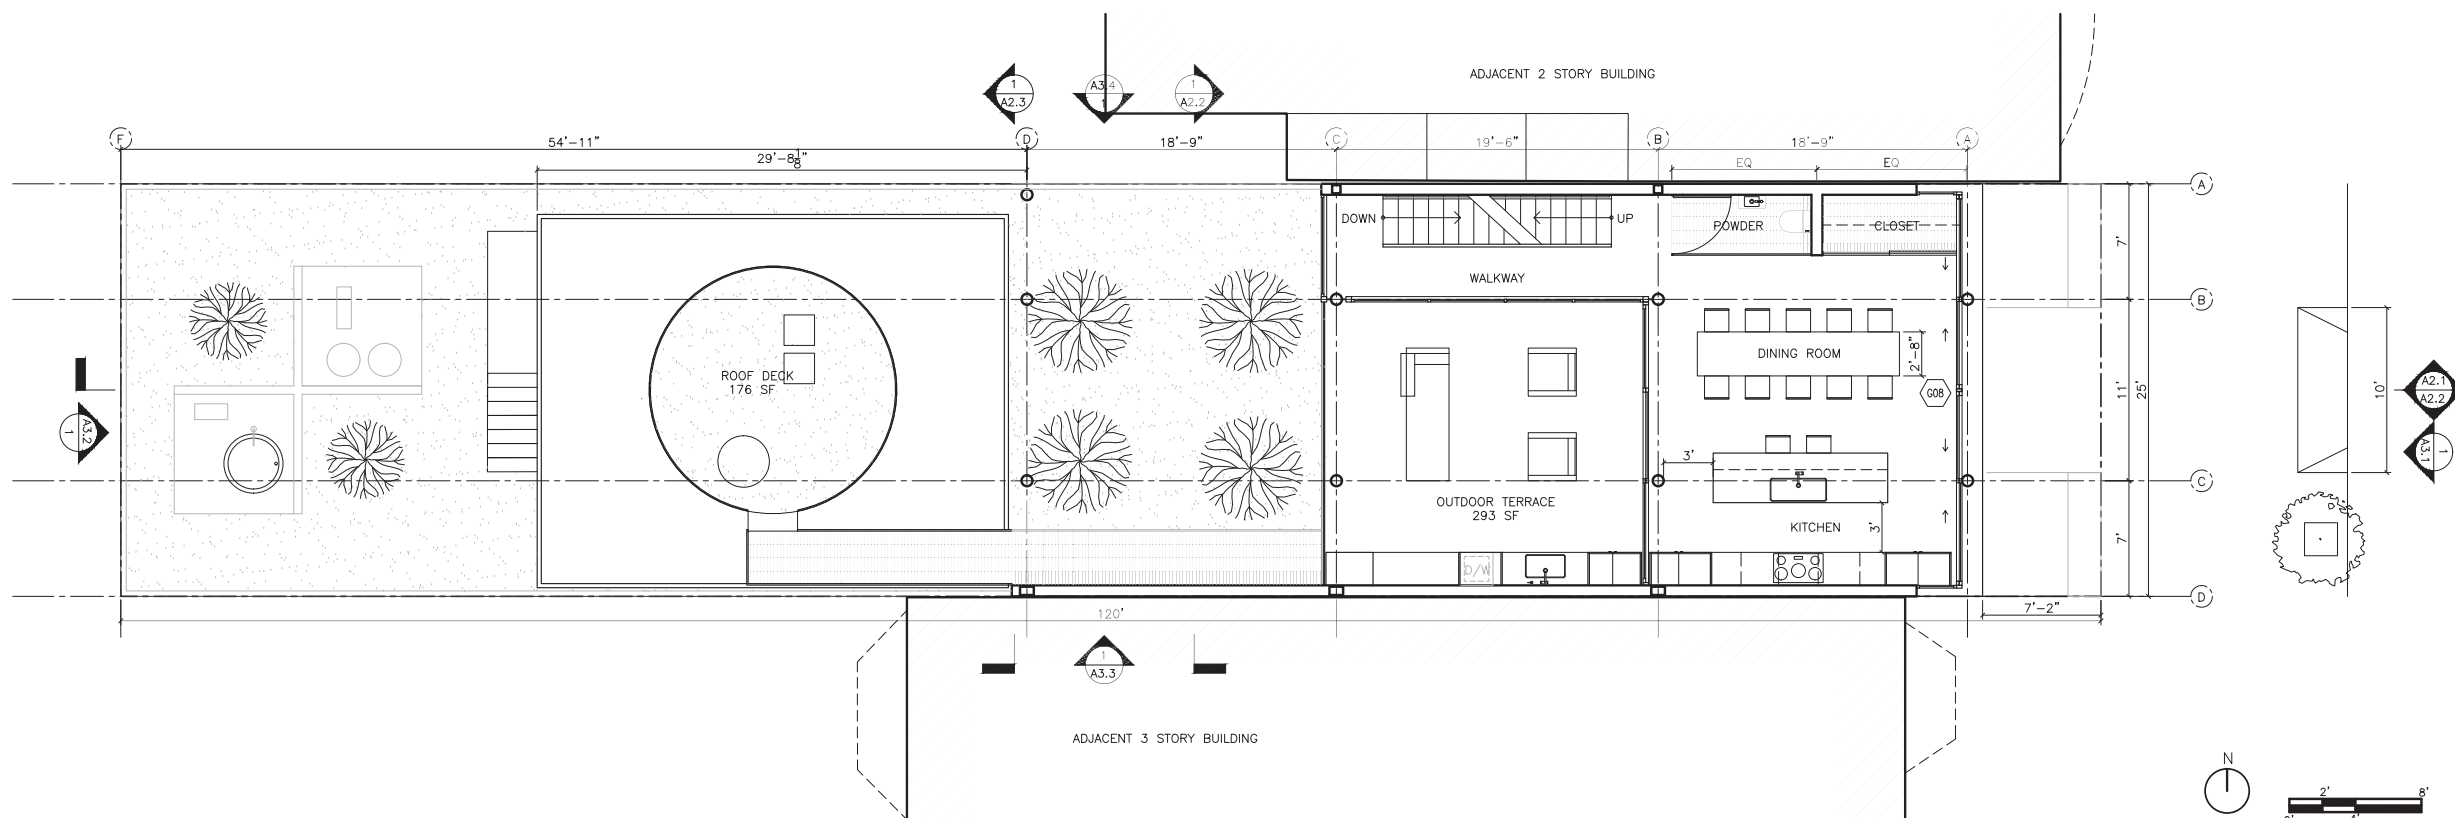 ADJACENT 2 STORY BUILDING
1
A2.3
A3.4
1
1
A2.2
F
54'-11"
D
18'-9"
C
19'-6"
B
18'-9"
A
29'-8 1/8"
EQ
EQ
A
DOWN
UP
POWDER
CLOSET
7'
WALKWAY
B
DINING ROOM
2'-8"
ROOF DECK
176 SF
G08
11'
25'
10'
A2.1
A2.2
A3.2
1
A3.1
1
3'
C
OUTDOOR TERRACE
293 SF
KITCHEN
3'
7'
D/W
D
120'
7'-2"
1
A3.3
ADJACENT 3 STORY BUILDING
N
2'
8'